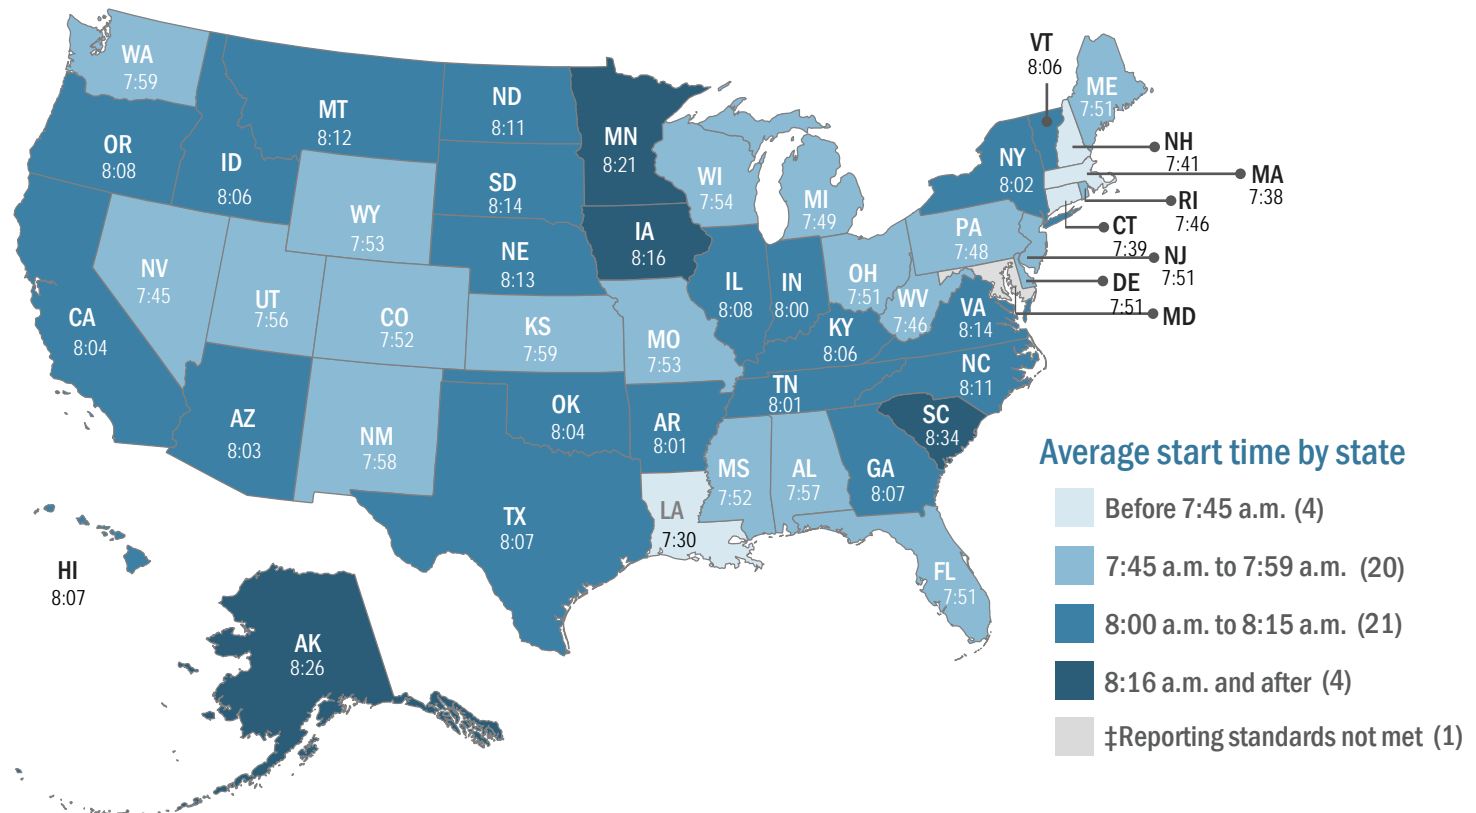 WA
7:59
OR
08:08
ID
8:06
MT
8:12
ND
8:11
MN
8:21
SD
8:14
WY
7:53
NE
8:13
IA
8:16
WI
7:54
MI
7:49
NY
8:02
VT
8:06
ME
7:51
NH
7:41
MA
7:38
RI
7:46
CT
7:39
NJ
7:51
DE
7:51
MD
PA
7:48
NV
7:45
UT
7:56
CO
7:52
KS
7:59
MO
7:53
IL
8:08
IN
8:00
OH
7:51
WV
7:46
VA
8:14
KY
8:06
NC
8:11
TN
8:01
SC
8:34
CA
8:04
AZ
8:03
NM
7:58
OK
8:04
AR
8:01
MS
7:52
AL
7:57
GA
8:07
LA
7:30
TX
8:07
FL
7:51
HI
8:07
AK
8:26
Average start time by state
Before 7:45 a.m. (4)
7:45 a.m. to 7:59 a.m. (20)
8:00 a.m. to 8:15 a.m. (21)
8:16 a.m. and after (4)
‡Reporting standards not met (1)